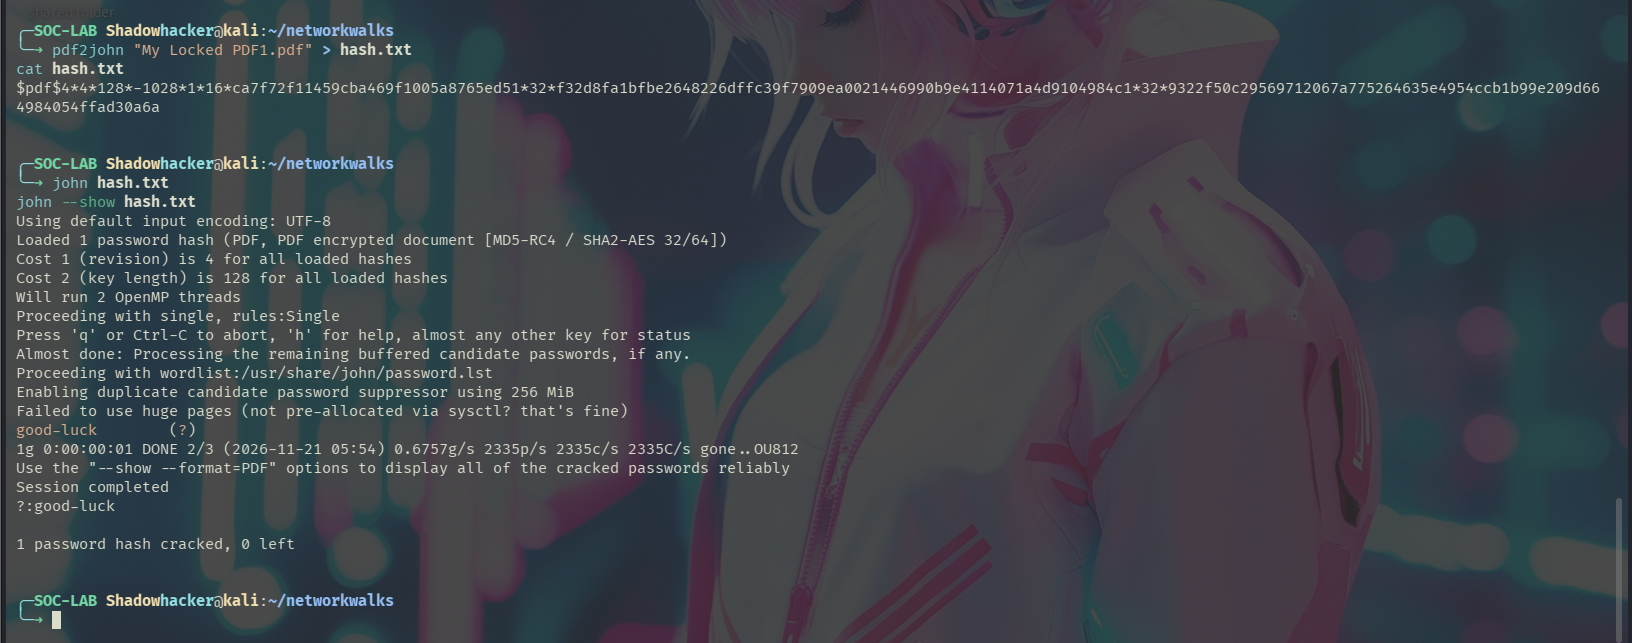 shared folder
╭─SOC-LAB Shadowhacker@kali:~/networkwalks
╰─→ pdf2john "My Locked PDF1.pdf" > hash.txt
cat hash.txt
$pdf$4*4*128*-1028*1*16*ca7f72f11459cba469f1005a8765ed51*32*f32d8fa1bfbe2648226dffc39f7909ea0021446990b9e4114071a4d9104984c1*32*9322f50c29569712067a775264635e4954ccb1b99e209d66
4984054ffad30a6a
╭─SOC-LAB Shadowhacker@kali:~/networkwalks
╰─→ john hash.txt
john --show hash.txt
Using default input encoding: UTF-8
Loaded 1 password hash (PDF, PDF encrypted document [MD5-RC4 / SHA2-AES 32/64])
Cost 1 (revision) is 4 for all loaded hashes
Cost 2 (key length) is 128 for all loaded hashes
Will run 2 OpenMP threads
Proceeding with single, rules:Single
Press 'q' or Ctrl-C to abort, 'h' for help, almost any other key for status
Almost done: Processing the remaining buffered candidate passwords, if any.
Proceeding with wordlist:/usr/share/john/password.lst
Enabling duplicate candidate password suppressor using 256 MiB
Failed to use huge pages (not pre-allocated via sysctl? that's fine)
good-luck        (?)
1g 0:00:00:01 DONE 2/3 (2026-11-21 05:54) 0.6757g/s 2335p/s 2335c/s 2335C/s gone..OU812
Use the "--show --format=PDF" options to display all of the cracked passwords reliably
Session completed
?:good-luck
1 password hash cracked, 0 left
╭─SOC-LAB Shadowhacker@kali:~/networkwalks
╰─→